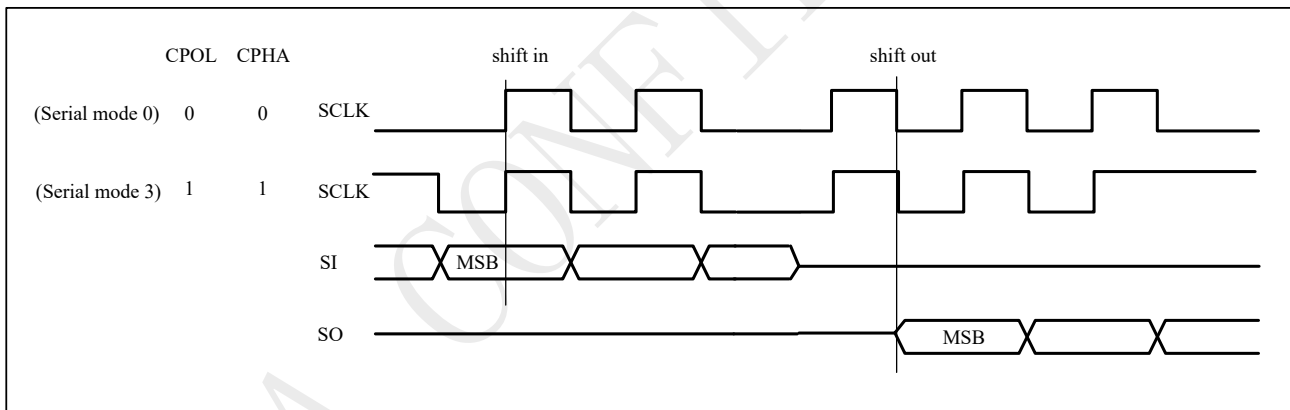 CPOL CPHA shift in shift out
(Serial mode 0) 0 0 SCLK
(Serial mode 3) 1 1 SCLK
SI MSB
SO MSB